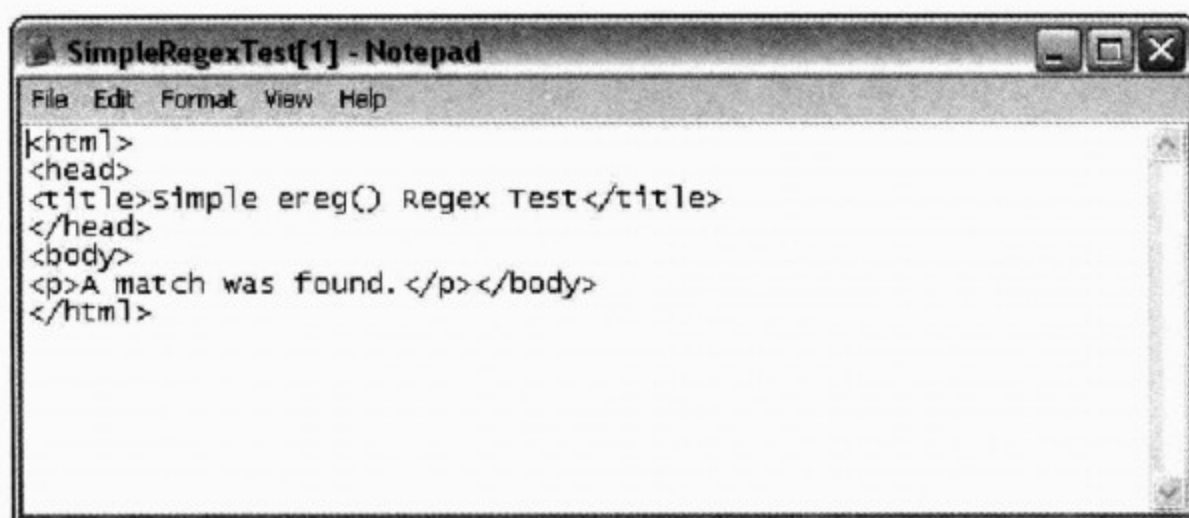 SimpleRegexTest[1] - Notepad
File Edit Format View Help
<html>
<head>
<title>Simple ereg() Regex Test</title>
</head>
<body>
<p>A match was found.</p></body>
</html>